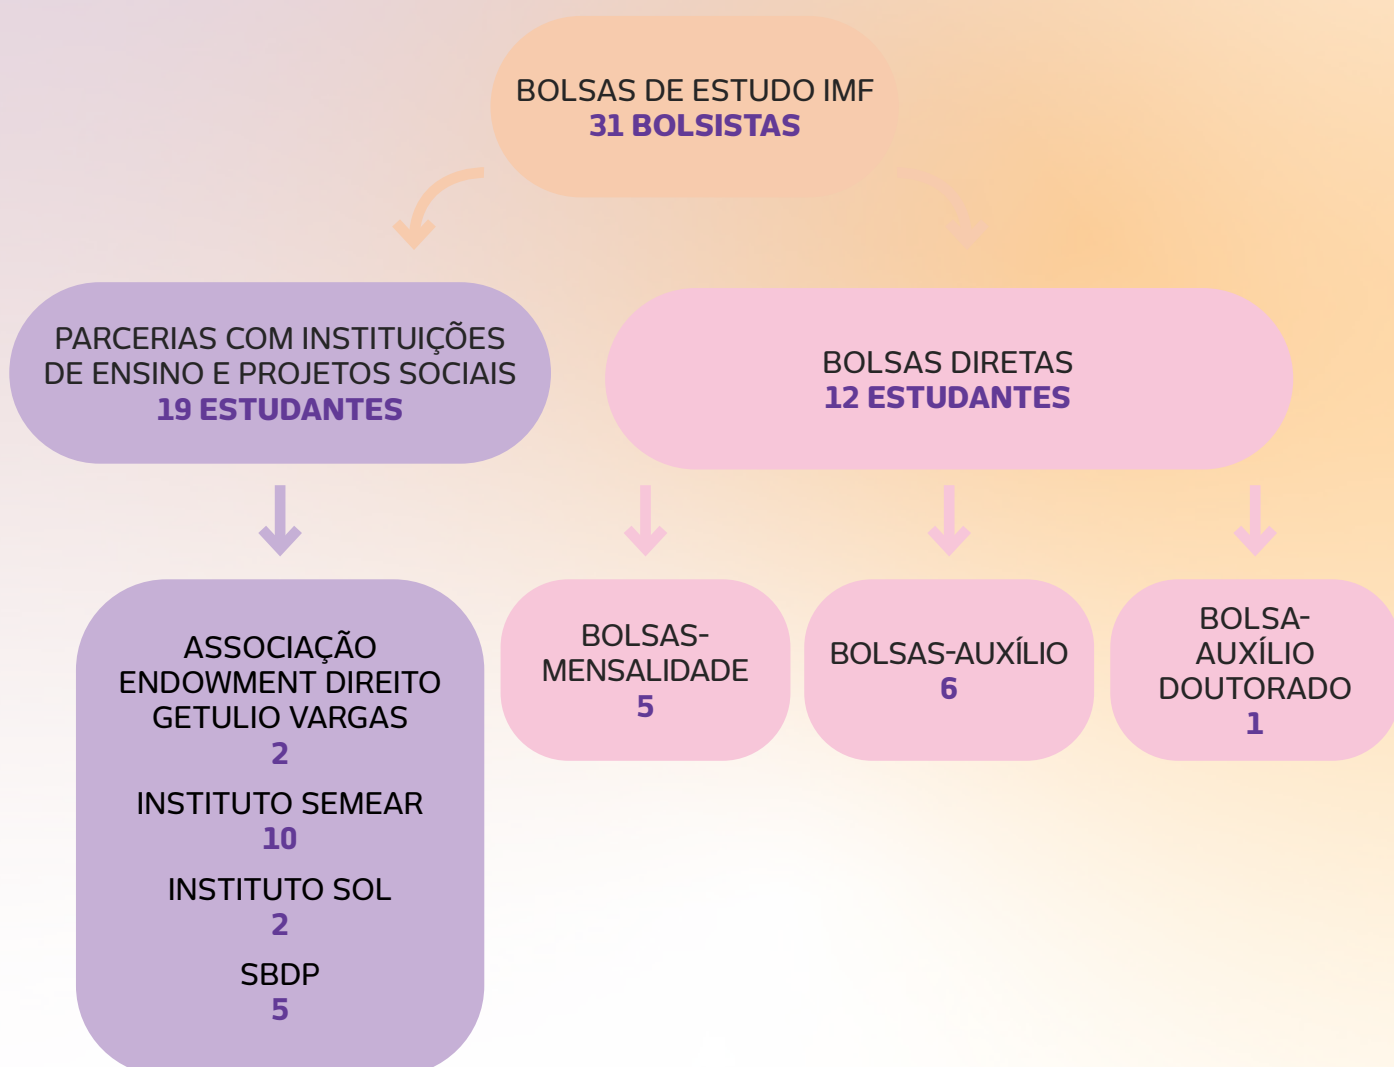 BOLSAS DE ESTUDO IMF
31 BOLSISTAS
PARCERIAS COM INSTITUIÇÕES
DE ENSINO E PROJETOS SOCIAIS
19 ESTUDANTES
BOLSAS DIRETAS
12 ESTUDANTES
ASSOCIAÇÃO
ENDOWMENT DIREITO
GETULIO VARGAS
2
INSTITUTO SEMEAR
10
INSTITUTO SOL
2
SBDP
5
BOLSAS-
MENSALIDADE
5
BOLSAS-AUXÍLIO
6
BOLSA-
AUXÍLIO
DOUTORADO
1